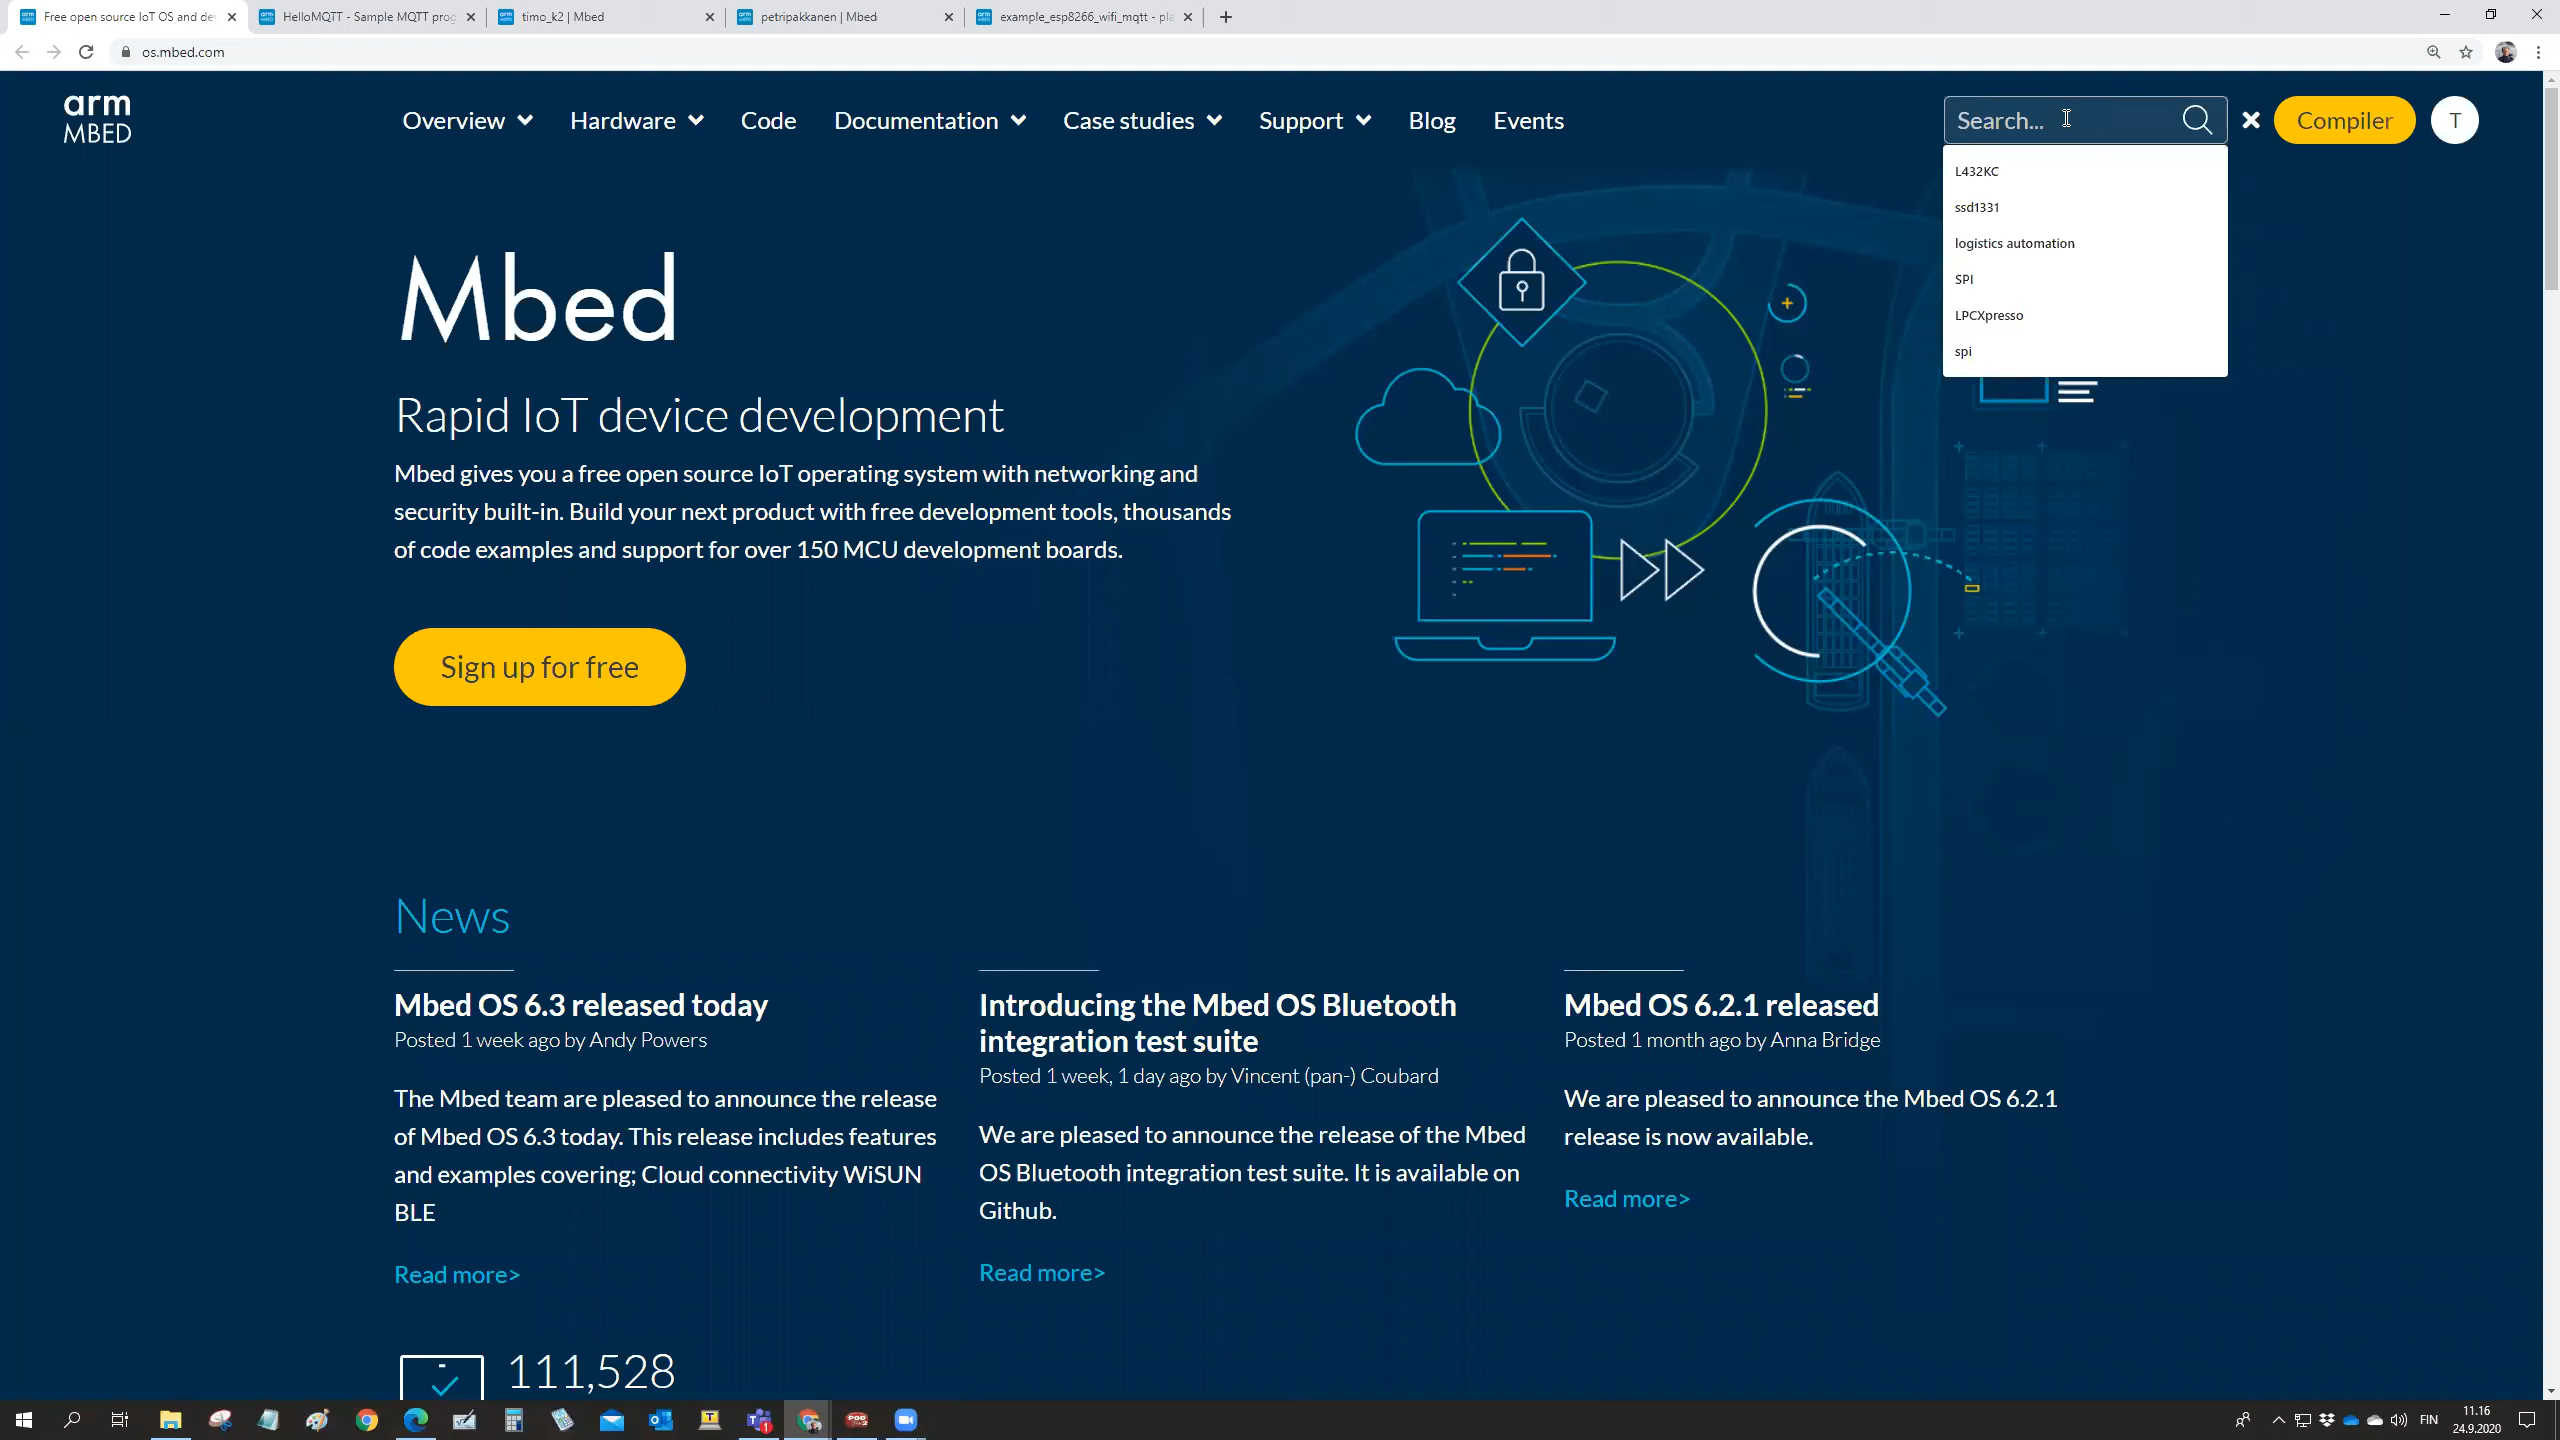 Free open source IoT OS and de
HelloMQTT - Sample MQTT prog
timo_k2 | Mbed
petripakkanen | Mbed
example_esp8266_wifi_mqtt - pla
os.mbed.com
arm
MBED
Overview
Hardware
Code
Documentation
Case studies
Support
Blog
Events
Search...
Compiler
T
L432KC
ssd1331
logistics automation
SPI
LPCXpresso
spi
Mbed
Rapid IoT device development
Mbed gives you a free open source IoT operating system with networking and
security built-in. Build your next product with free development tools, thousands
of code examples and support for over 150 MCU development boards.
Sign up for free
News
Mbed OS 6.3 released today
Posted 1 week ago by Andy Powers
The Mbed team are pleased to announce the release
of Mbed OS 6.3 today. This release includes features
and examples covering; Cloud connectivity WiSUN
BLE
Read more>
Introducing the Mbed OS Bluetooth
integration test suite
Posted 1 week, 1 day ago by Vincent (pan-) Coubard
We are pleased to announce the release of the Mbed
OS Bluetooth integration test suite. It is available on
Github.
Read more>
Mbed OS 6.2.1 released
Posted 1 month ago by Anna Bridge
We are pleased to announce the Mbed OS 6.2.1
release is now available.
Read more>
111,528
FIN
11.16
24.9.2020